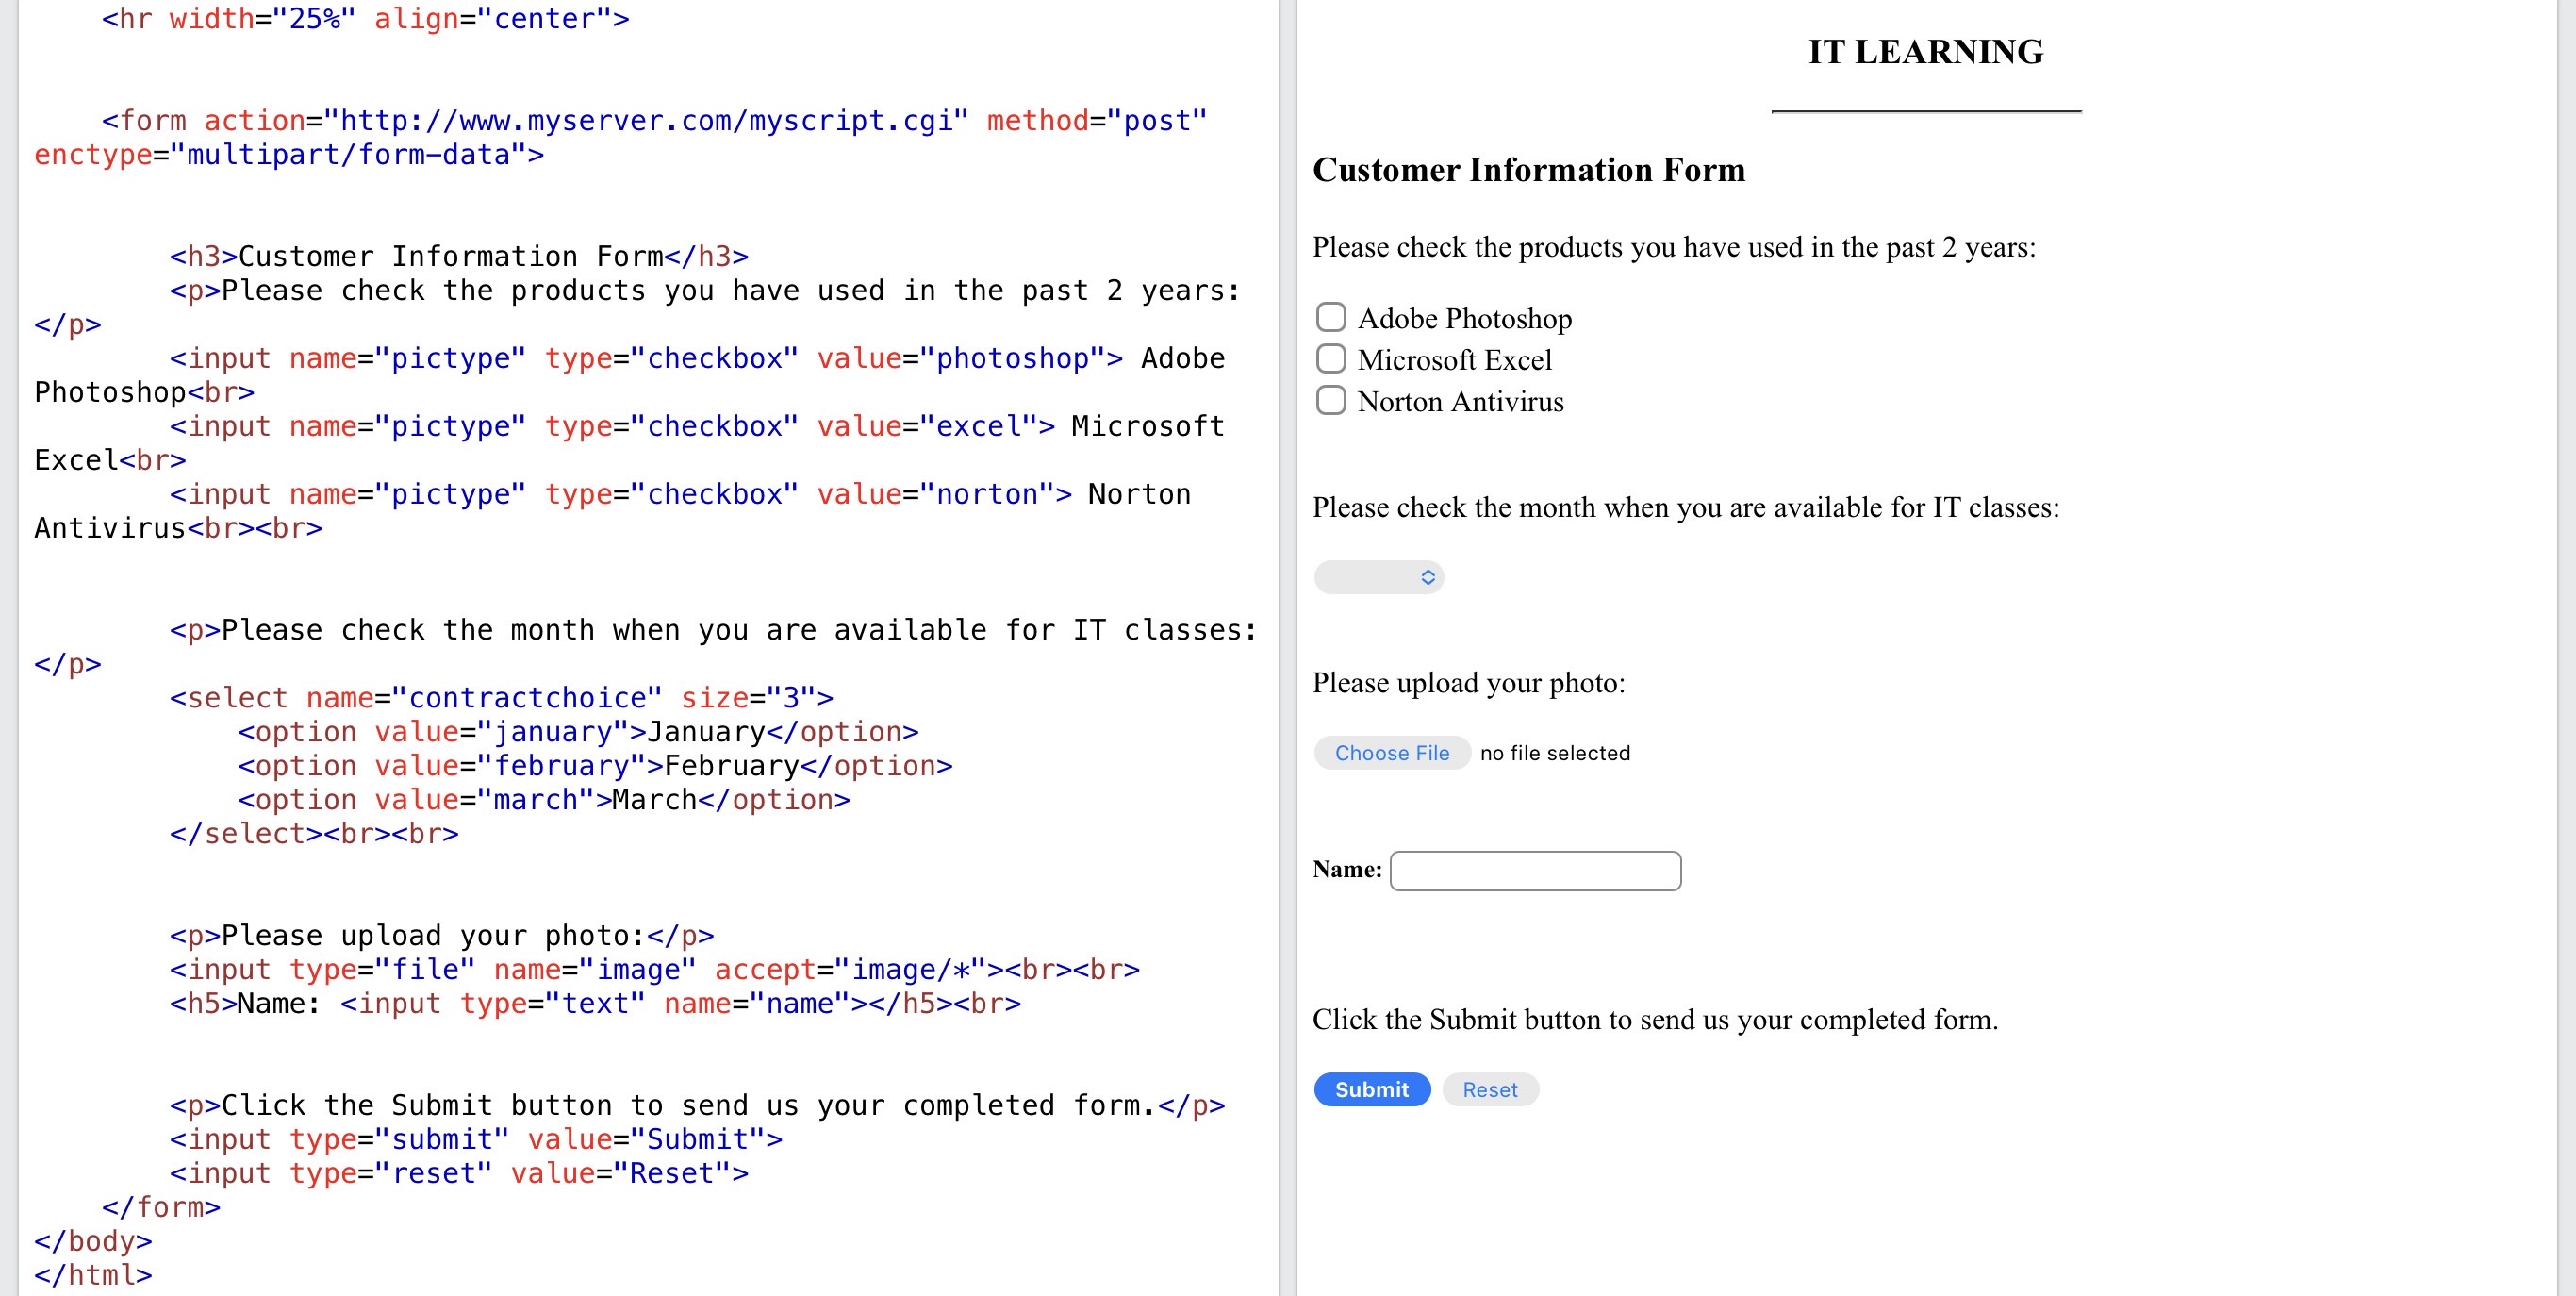 <hr width="25%" align="center">
<form action="http://www.myserver.com/myscript.cgi" method="post"
enctype="multipart/form-data">
<h3>Customer Information Form</h3>
<p>Please check the products you have used in the past 2 years:
</p>
<input name="pictype" type="checkbox" value="photoshop"> Adobe
Photoshop<br>
<input name="pictype" type="checkbox" value="excel"> Microsoft
Excel<br>
<input name="pictype" type="checkbox" value="norton"> Norton
Antivirus<br><br>
<p>Please check the month when you are available for IT classes:
</p>
<select name="contractchoice" size="3">
<option value="january">January</option>
<option value="february">February</option>
<option value="march">March</option>
</select><br><br>
<p>Please upload your photo:</p>
<input type="file" name="image" accept="image/*"><br><br>
<h5>Name: <input type="text" name="name"></h5><br>
<p>Click the Submit button to send us your completed form.</p>
<input type="submit" value="Submit">
<input type="reset" value="Reset">
</form>
</body>
</html>
IT LEARNING
Customer Information Form
Please check the products you have used in the past 2 years:
Adobe Photoshop
Microsoft Excel
Norton Antivirus
Please check the month when you are available for IT classes:
Please upload your photo:
Choose File no file selected
Name:
Click the Submit button to send us your completed form.
Submit Reset